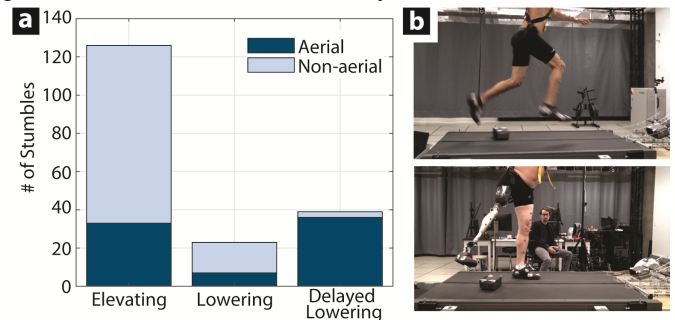 a
140
120
100
80
60
40
20
0
# of Stumbles
Aerial
Non-aerial
Elevating
Lowering
Delayed
Lowering
b